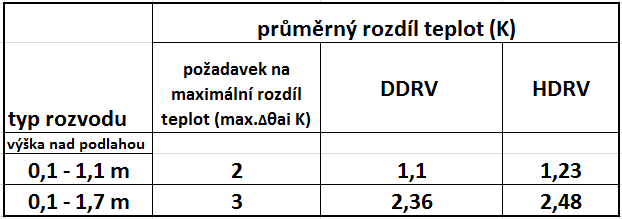 průměrný rozdíl teplot (K)
typ rozvodu
požadavek na
maximální rozdíl
teplot (max.Δθai K)
DDRV
HDRV
výška nad podlahou
0,1 - 1,1 m 2 1,1 1,23
0,1 - 1,7 m 3 2,36 2,48